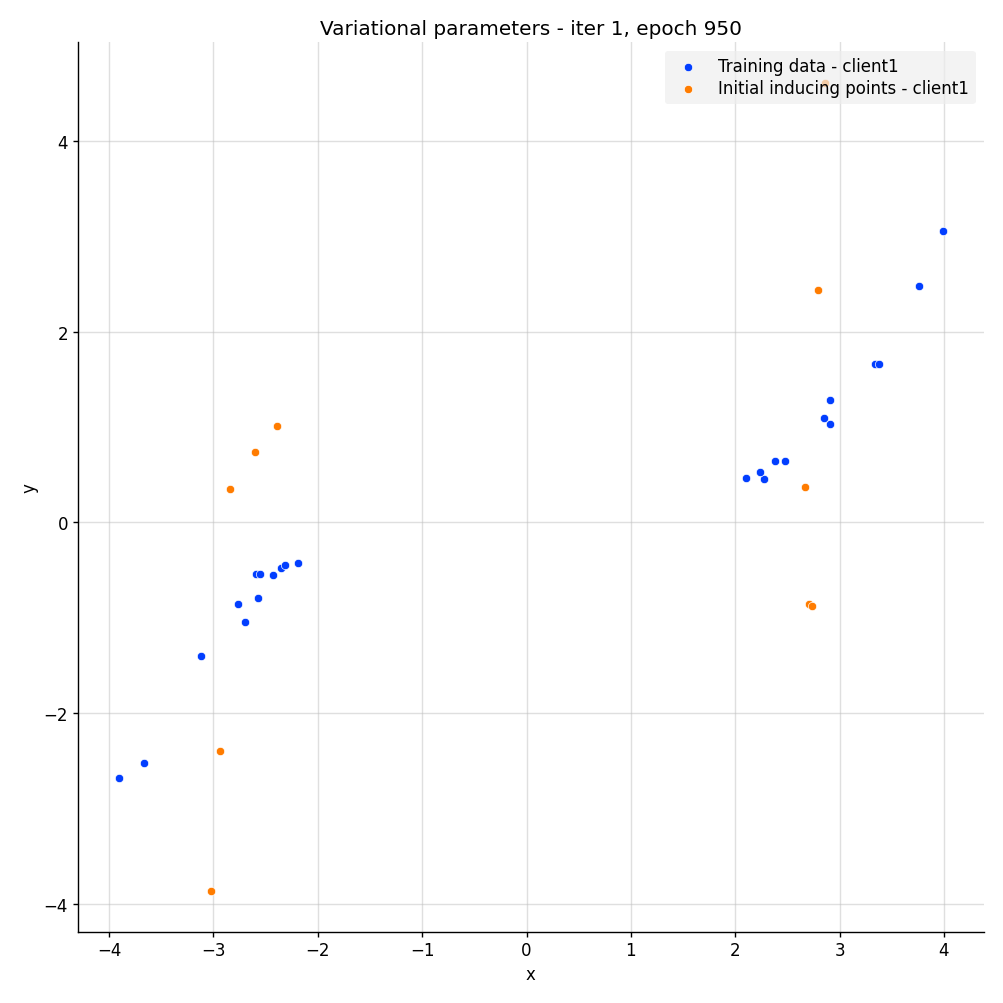 Variational parameters - iter 1, epoch 950
Training data - client1
Initial inducing points - client1
4
2
0
−2
−4
y
−4 −3 −2 −1 0 1 2 3 4
x